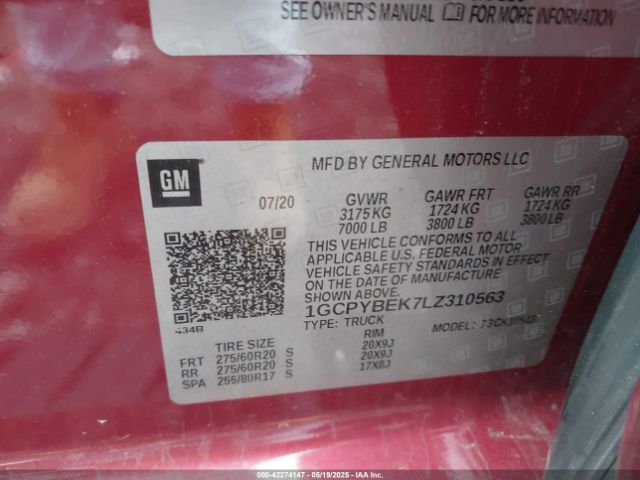 SEE OWNER'S MANUAL FOR MORE INFORMATION
GM
MFD BY GENERAL MOTORS LLC
07/20 GVWR GAWR FRT GAWR RR
3175 KG 1724 KG 1724 KG
7000 LB 3800 LB 3800 LB
THIS VEHICLE CONFORMS TO ALL
APPLICABLE U.S. FEDERAL MOTOR
VEHICLE SAFETY STANDARDS IN EFFECT
ON THE DATE OF MANUFACTURE
SHOWN ABOVE.
1GCPYBEK7LZ310563
434B TYPE: TRUCK MODEL:
TIRE SIZE RIM
FRT 275/60R20 S 20X9J
RR 275/60R20 S 20X9J
SPA 255/80R17 S 17X8J
000-42274147 - 05/19/2025 - IAA Inc.